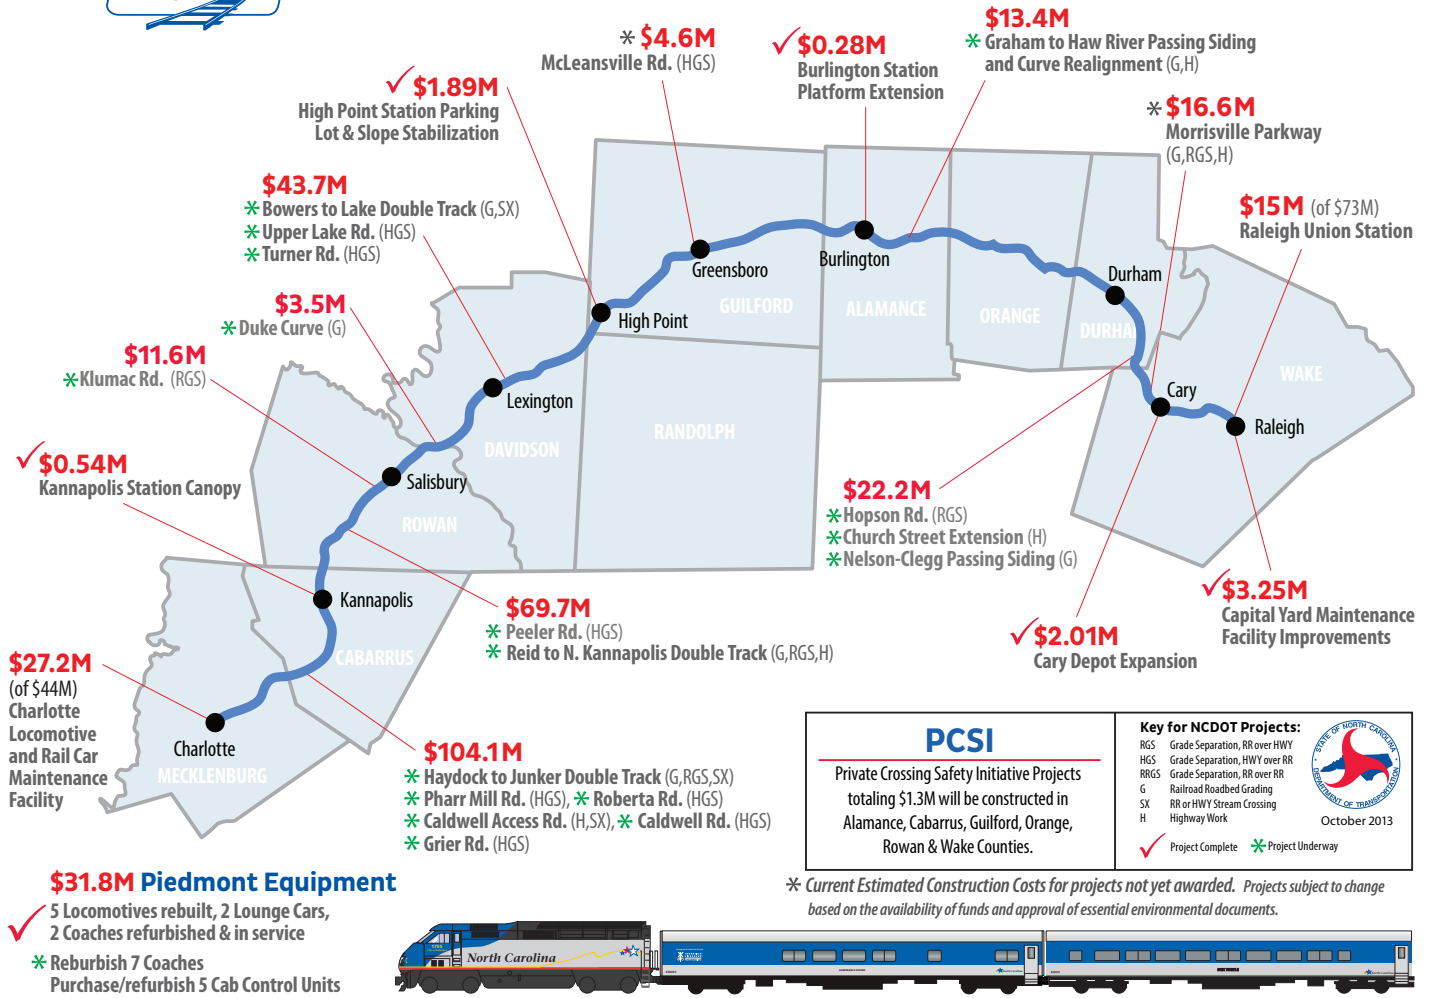 * $4.6M
McLeansville Rd. (HGS)
$0.28M
Burlington Station
Platform Extension
$13.4M
* Graham to Haw River Passing Siding
and Curve Realignment (G,H)
$1.89M
High Point Station Parking
Lot & Slope Stabilization
* $16.6M
Morrisville Parkway
(G,RGS,H)
$43.7M
* Bowers to Lake Double Track (G,SX)
* Upper Lake Rd. (HGS)
* Turner Rd. (HGS)
$15M (of $73M)
Raleigh Union Station
$3.5M
* Duke Curve (G)
$11.6M
* Klumac Rd. (RGS)
$0.54M
Kannapolis Station Canopy
Greensboro
Burlington
Durham
High Point
GUILFORD
ALAMANCE
ORANGE
DURHA
WAKE
Cary
Raleigh
Lexington
DAVIDSON
RANDOLPH
Salisbury
ROWAN
Kannapolis
CABARRUS
Charlotte
MECKLENBURG
$22.2M
* Hopson Rd. (RGS)
* Church Street Extension (H)
* Nelson-Clegg Passing Siding (G)
$3.25M
Capital Yard Maintenance
Facility Improvements
$2.01M
Cary Depot Expansion
$69.7M
* Peeler Rd. (HGS)
* Reid to N. Kannapolis Double Track (G,RGS,H)
$27.2M
(of $44M)
Charlotte
Locomotive
and Rail Car
Maintenance
Facility
$104.1M
* Haydock to Junker Double Track (G,RGS,SX)
* Pharr Mill Rd. (HGS), * Roberta Rd. (HGS)
* Caldwell Access Rd. (H,SX), * Caldwell Rd. (HGS)
* Grier Rd. (HGS)
PCSI
Private Crossing Safety Initiative Projects
totaling $1.3M will be constructed in
Alamance, Cabarrus, Guilford, Orange,
Rowan & Wake Counties.
Key for NCDOT Projects:
RGS Grade Separation, RR over HWY
HGS Grade Separation, HWY over RR
RRGS Grade Separation, RR over RR
G Railroad Roadbed Grading
SX RR or HWY Stream Crossing
H Highway Work
Project Complete * Project Underway
STATE OF NORTH CAROLINA
DEPARTMENT OF TRANSPORTATION
October 2013
* Current Estimated Construction Costs for projects not yet awarded. Projects subject to change
based on the availability of funds and approval of essential environmental documents.
$31.8M Piedmont Equipment
5 Locomotives rebuilt, 2 Lounge Cars,
2 Coaches refurbished & in service
* Reburbish 7 Coaches
Purchase/refurbish 5 Cab Control Units
North Carolina